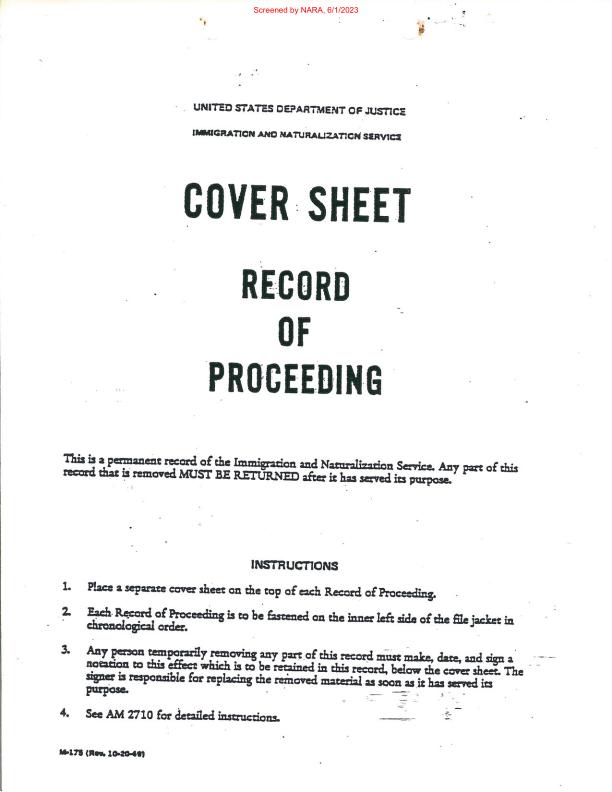 Screened by NARA, 6/1/2023
UNITED STATES DEPARTMENT OF JUSTICE
IMMIGRATION AND NATURALIZATION SERVICE
COVER SHEET
RECORD
OF
PROCEEDING
This is a permanent record of the Immigration and Naturalization Service. Any part of this
record that is removed MUST BE RETURNED after it has served its purpose.
INSTRUCTIONS
1. Place a separate cover sheet on the top of each Record of Proceeding.
2. Each Record of Proceeding is to be fastened on the inner left side of the file jacket in
chronological order.
3. Any person temporarily removing any part of this record must make, date, and sign a
notation to this effect which is to be retained in this record, below the cover sheet. The
signer is responsible for replacing the removed material as soon as it has served its
purpose.
4. See AM 2710 for detailed instructions.
M-175 (Rev. 10-20-49)